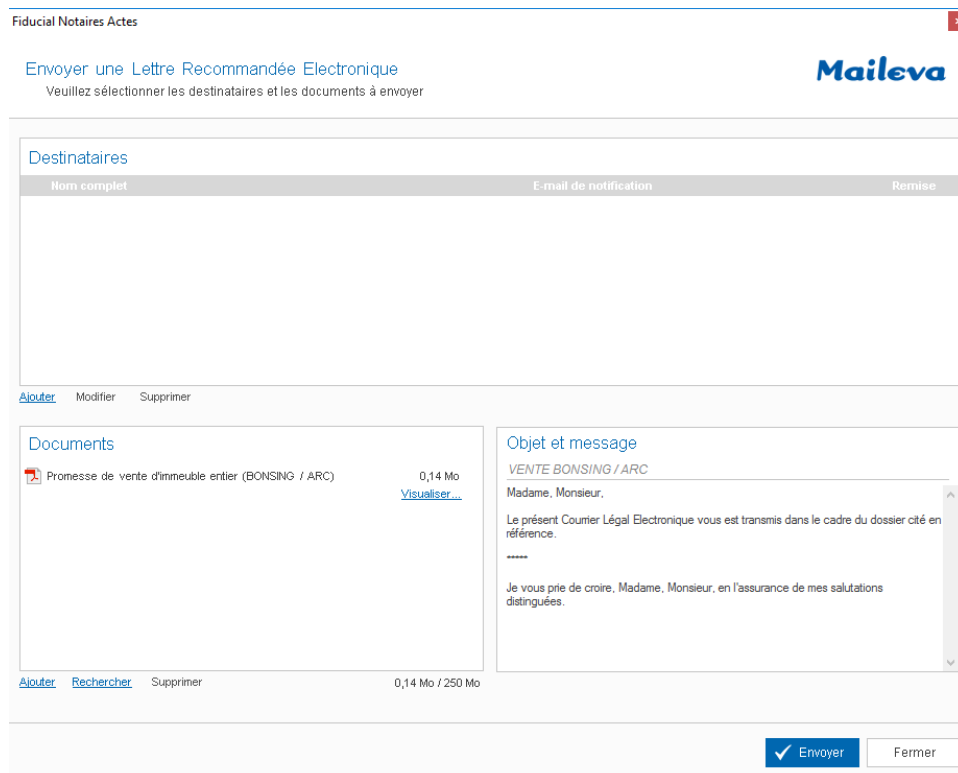 Fiducial Notaires Actes
Envoyer une Lettre Recommandée Electronique
Veuillez sélectionner les destinataires et les documents à envoyer
Maileva
Destinataires
Nom complet E-mail de notification Remise
Ajouter Modifier Supprimer
Documents
Promesse de vente d'immeuble entier (BONSING / ARC) 0,14 Mo
Visualiser...
Ajouter Rechercher Supprimer 0,14 Mo / 250 Mo
Objet et message
VENTE BONSING / ARC
Madame, Monsieur,
Le présent Courrier Légal Electronique vous est transmis dans le cadre du dossier cité en
référence.
-----
Je vous prie de croire, Madame, Monsieur, en l'assurance de mes salutations
distinguées.
Envoyer Fermer